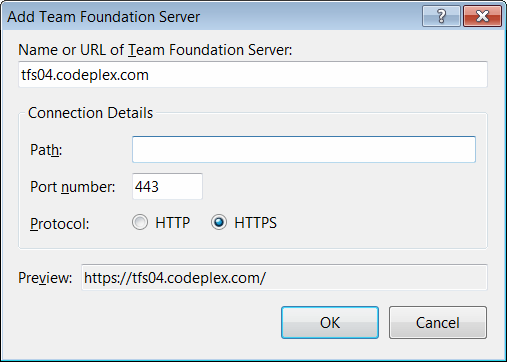 Add Team Foundation Server
?
Name or URL of Team Foundation Server:
tfs04.codeplex.com
Connection Details
Path:
Port number: 443
Protocol: HTTP HTTPS
Preview: https://tfs04.codeplex.com/
OK Cancel